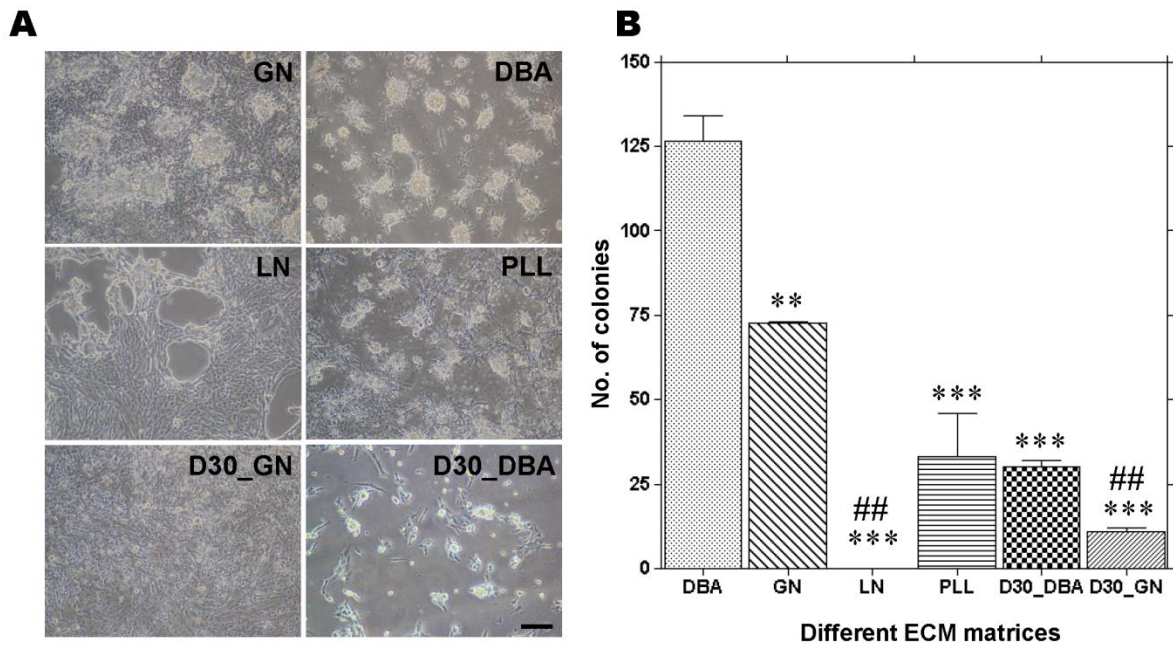 A
GN
DBA
LN
PLL
D30_GN
D30_DBA
B
150
125
100
75
50
25
0
No. of colonies
**
##
***
***
***
##
***
DBA GN LN PLL D30_DBA D30_GN
Different ECM matrices